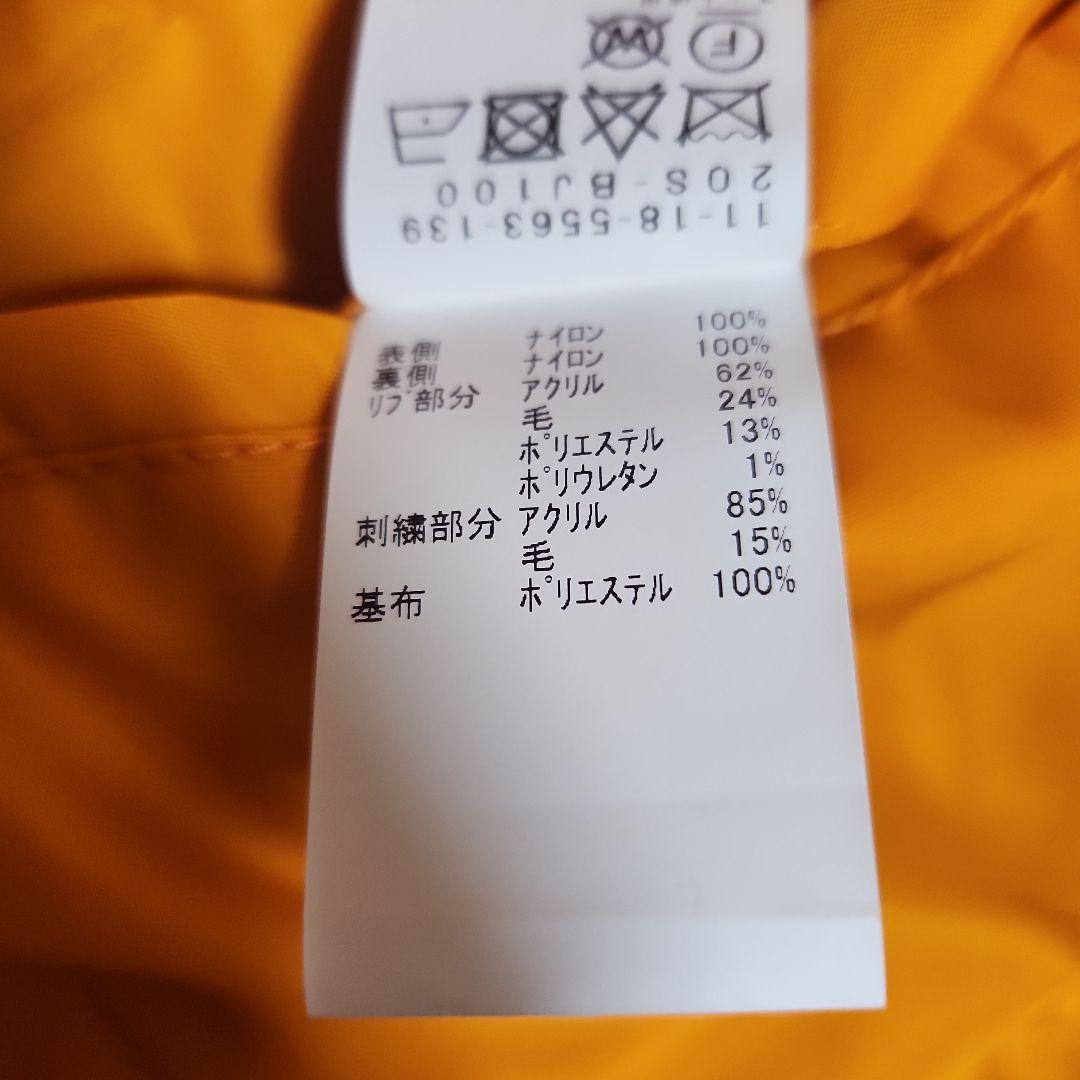 11-18-5563-139
20S-BJ100
F
W
表側 ナイロン 100%
裏側 ナイロン 100%
リブ部分 アクリル 62%
毛 24%
ポリエステル 13%
ポリウレタン 1%
刺繍部分 アクリル 85%
毛 15%
基布 ポリエステル 100%